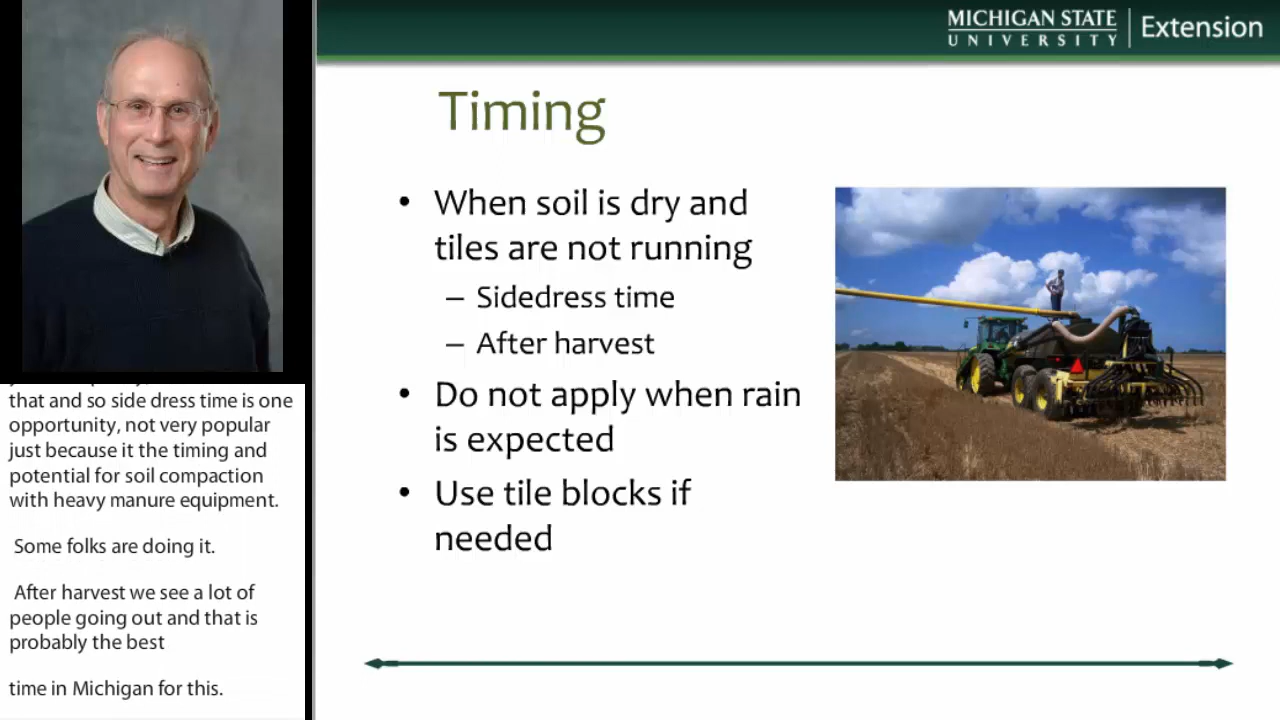 MICHIGAN STATE
UNIVERSITY
Extension
Timing
• When soil is dry and
tiles are not running
– Sidedress time
– After harvest
• Do not apply when rain
is expected
• Use tile blocks if
needed
that and so side dress time is one
opportunity, not very popular
just because it the timing and
potential for soil compaction
with heavy manure equipment.
Some folks are doing it.
After harvest we see a lot of
people going out and that is
probably the best
time in Michigan for this.